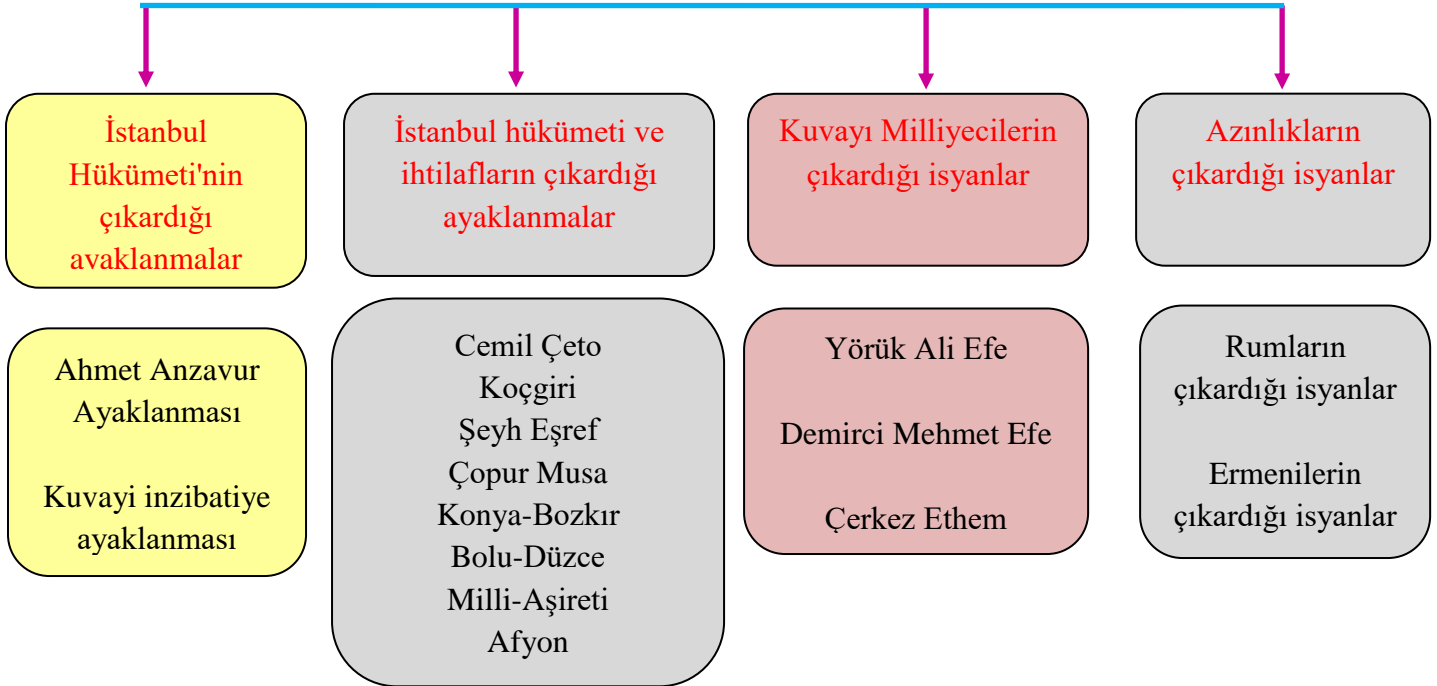 İstanbul
Hükümeti'nin
çıkardığı
avaklanmalar
Ahmet Anzavur
Ayaklanması
Kuvayi inzibatiye
ayaklanması
İstanbul hükümeti ve
ihtilafların çıkardığı
ayaklanmalar
Cemil Çeto
Koçgiri
Şeyh Eşref
Çopur Musa
Konya-Bozkır
Bolu-Düzce
Milli-Aşireti
Afyon
Kuvayı Milliyecilerin
çıkardığı isyanlar
Yörük Ali Efe
Demirci Mehmet Efe
Çerkez Ethem
Azınlıkların
çıkardığı isyanlar
Rumların
çıkardığı isyanlar
Ermenilerin
çıkardığı isyanlar